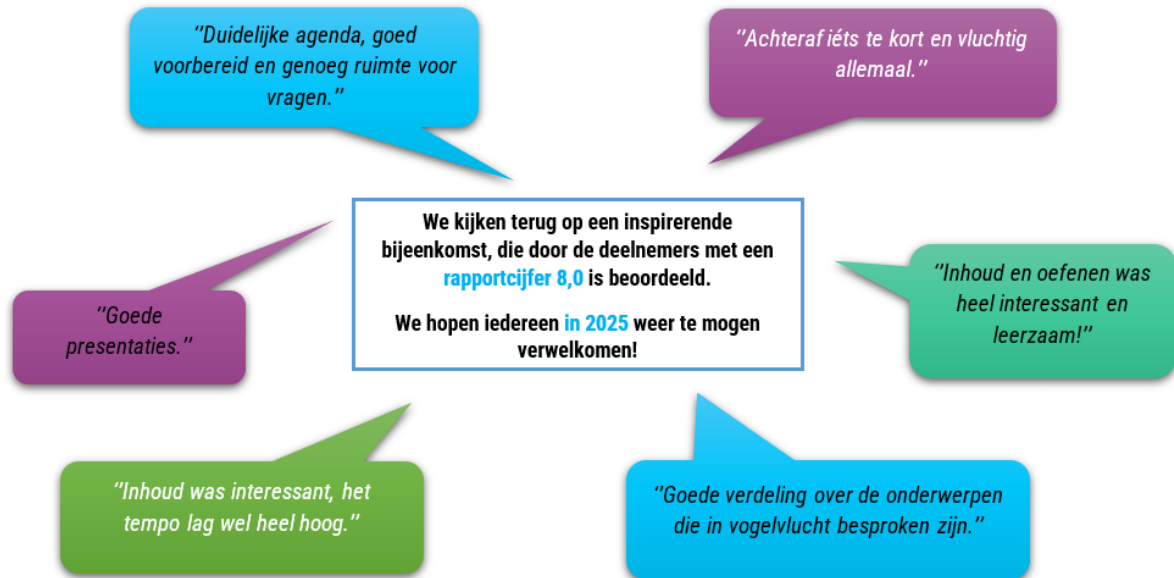 ‘’Duidelijke agenda, goed
voorbereid en genoeg ruimte voor
vragen.’’
‘’Achteraf iéts te kort en vluchtig
allemaal.’’
We kijken terug op een inspirerende
bijeenkomst, die door de deelnemers met een
rapportcijfer 8,0 is beoordeeld.
We hopen iedereen in 2025 weer te mogen
verwelkomen!
‘’Goede
presentaties.’’
‘’Inhoud en oefenen was
heel interessant en
leerzaam!’’
‘’Inhoud was interessant, het
tempo lag wel heel hoog.’’
‘’Goede verdeling over de onderwerpen
die in vogelvlucht besproken zijn.’’